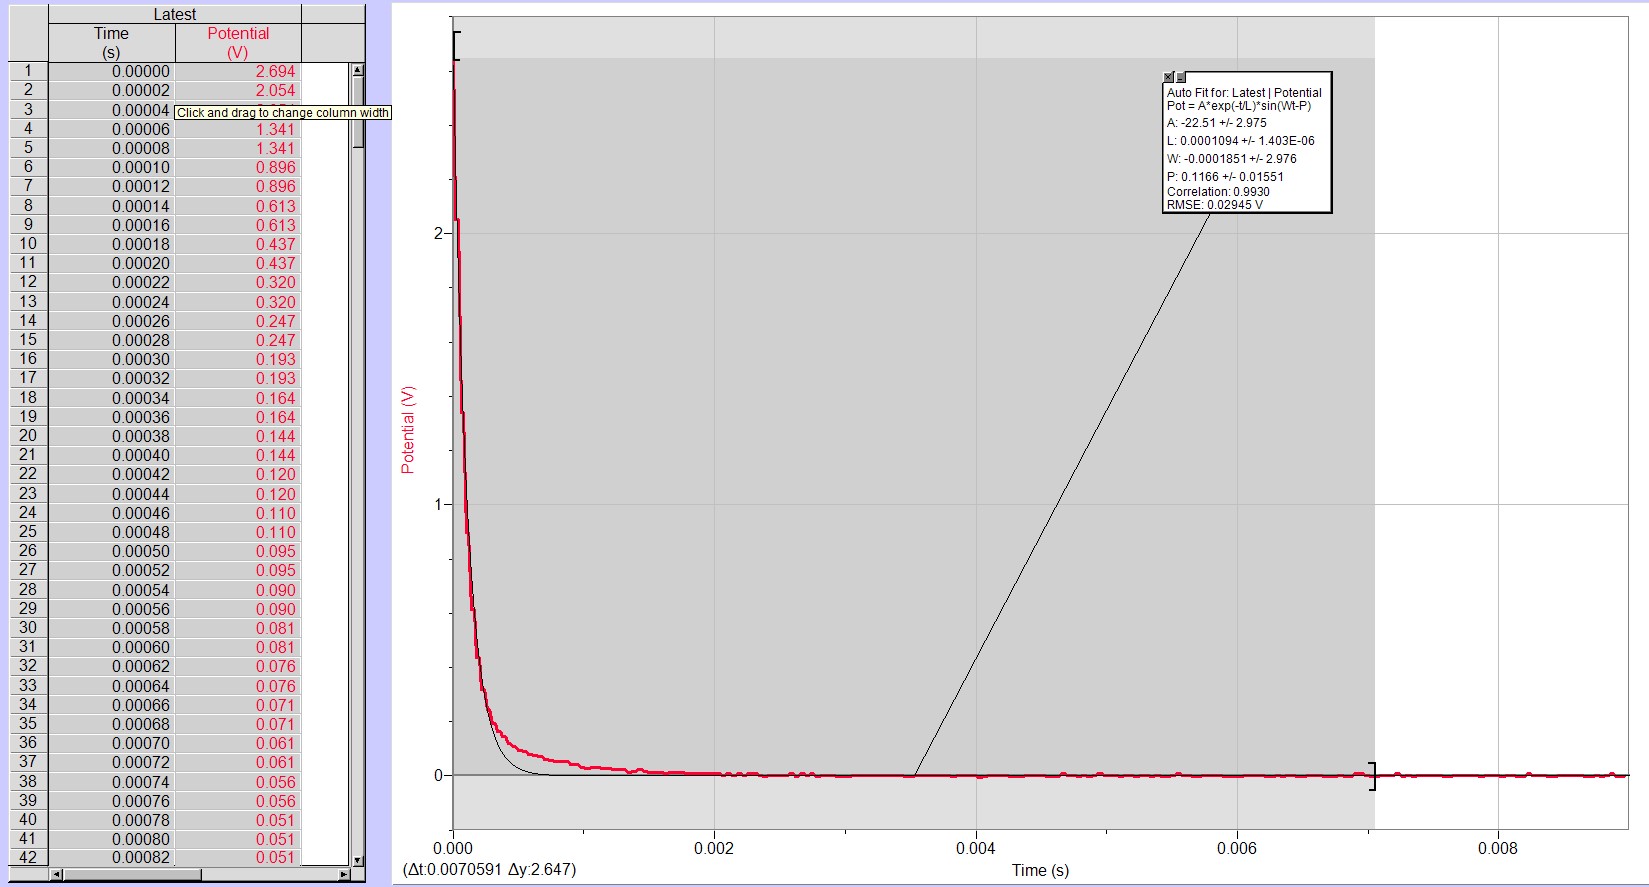 Latest
Time Potential
(s) (V)
1 0.00000 2.694
2 0.00002 2.054
3 0.00004
Click and drag to change column width
4 0.00006 1.341
5 0.00008 1.341
6 0.00010 0.896
7 0.00012 0.896
8 0.00014 0.613
9 0.00016 0.613
10 0.00018 0.437
11 0.00020 0.437
12 0.00022 0.320
13 0.00024 0.320
14 0.00026 0.247
15 0.00028 0.247
16 0.00030 0.193
17 0.00032 0.193
18 0.00034 0.164
19 0.00036 0.164
20 0.00038 0.144
21 0.00040 0.144
22 0.00042 0.120
23 0.00044 0.120
24 0.00046 0.110
25 0.00048 0.110
26 0.00050 0.095
27 0.00052 0.095
28 0.00054 0.090
29 0.00056 0.090
30 0.00058 0.081
31 0.00060 0.081
32 0.00062 0.076
33 0.00064 0.076
34 0.00066 0.071
35 0.00068 0.071
36 0.00070 0.061
37 0.00072 0.061
38 0.00074 0.056
39 0.00076 0.056
40 0.00078 0.051
41 0.00080 0.051
42 0.00082 0.051
Potential (V)
2
1
0
Auto Fit for: Latest | Potential
Pot = A*exp(-t/L)*sin(Wt-P)
A: -22.51 +/- 2.975
L: 0.0001094 +/- 1.403E-06
W: -0.0001851 +/- 2.976
P: 0.1166 +/- 0.01551
Correlation: 0.9930
RMSE: 0.02945 V
0.000 0.002 0.004 0.006 0.008
(Δt:0.0070591 Δy:2.647)
Time (s)